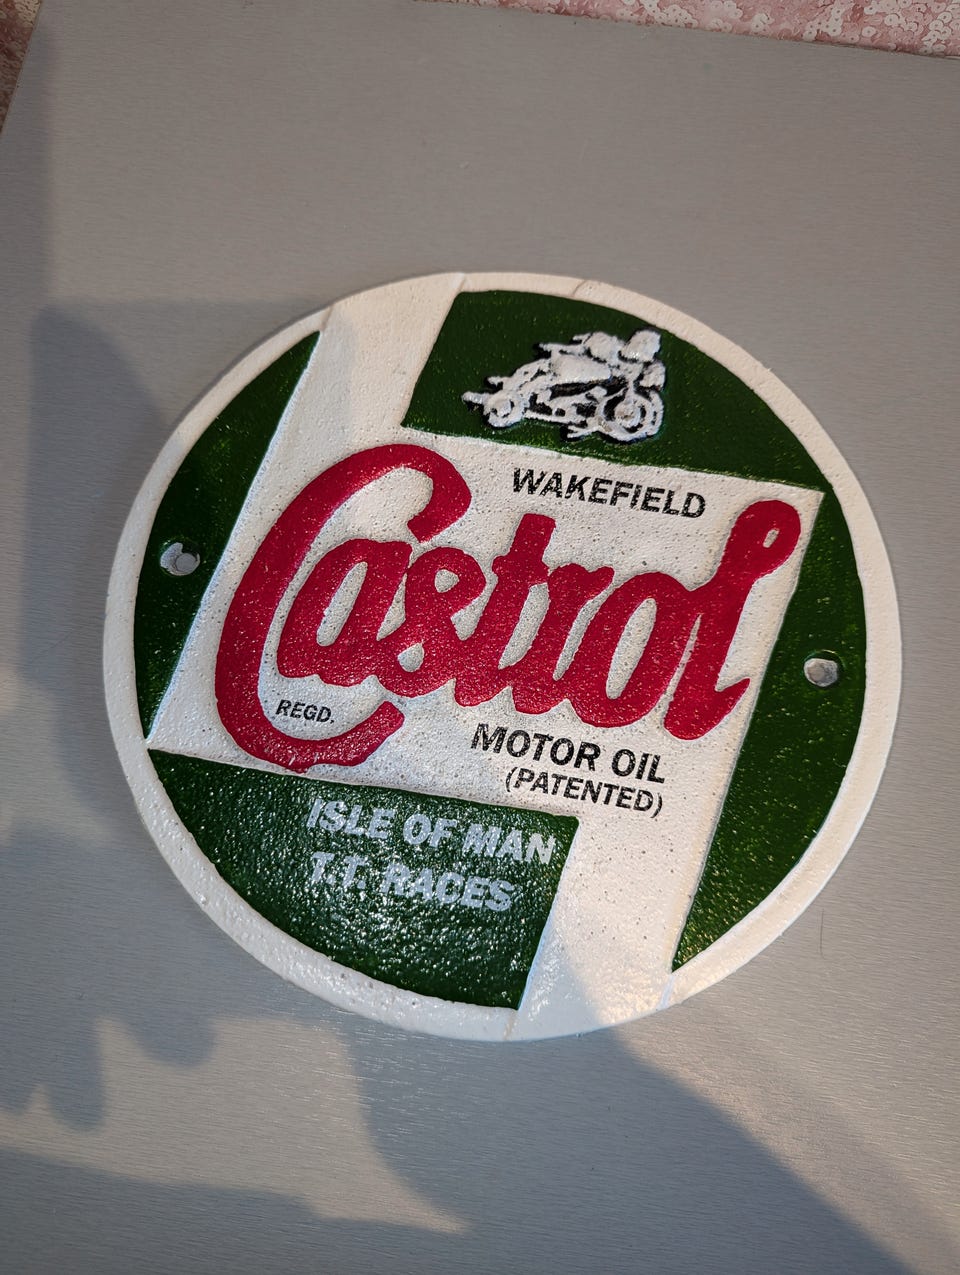 WAKEFIELD
Castrol
REGD.
MOTOR OIL
(PATENTED)
ISLE OF MAN
T.T. RACES